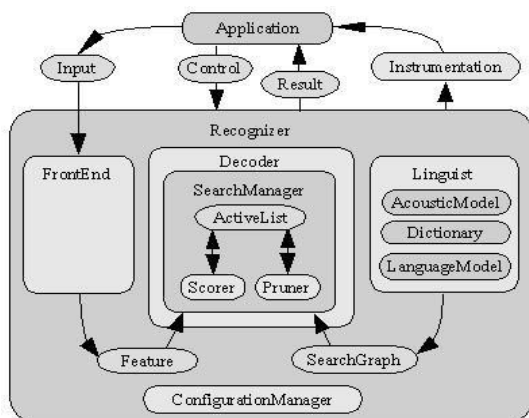 Application
Input
Control
Result
Instrumentation
Recognizer
FrontEnd
Decoder
SearchManager
ActiveList
Scorer
Pruner
Linguist
AcousticModel
Dictionary
LanguageModel
Feature
SearchGraph
ConfigurationManager